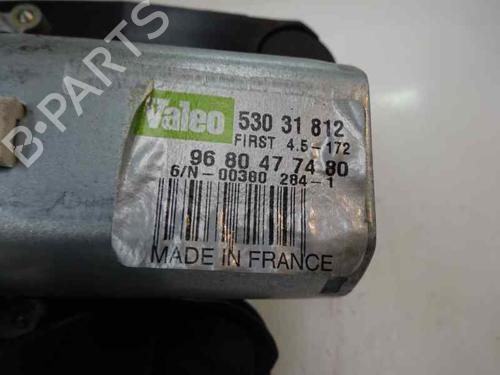 Valeo 530 31 812
FIRST 4.5-172
96 80 47 74 80
6/N-00380 284-1
MADE IN FRANCE
B-PARTS